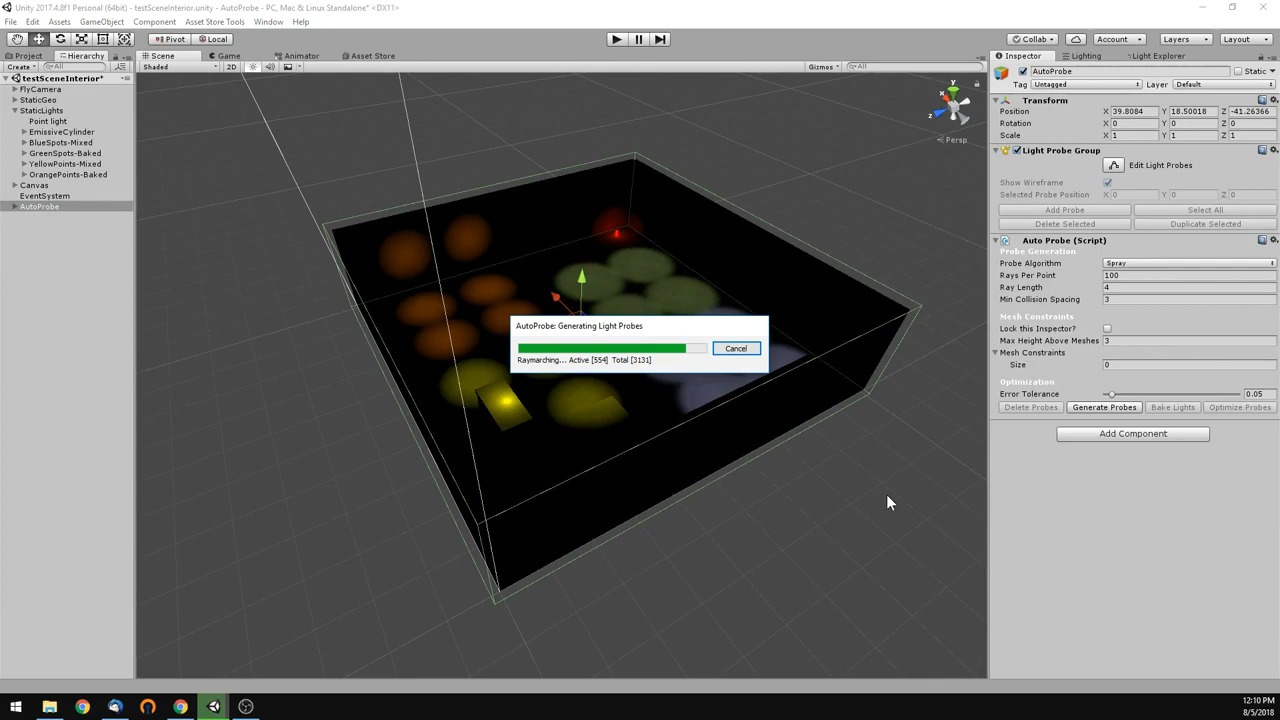 Unity 2017.4.8f1 Personal (64bit) - testSceneInterior.unity - AutoProbe - PC, Mac & Linux Standalone* <DX11>
File Edit Assets GameObject Component Asset Store Tools Window Help
Pivot Local Collab Account Layers Layout
Project Hierarchy Scene Game Animator Asset Store Inspector Lighting Light Explorer
Create All Shaded 2D Gizmos All
testSceneInterior*
FlyCamera
StaticGeo
StaticLights
Point light
EmissiveCylinder
BlueSpots-Mixed
GreenSpots-Baked
YellowPoints-Mixed
OrangePoints-Baked
Canvas
EventSystem
AutoProbe
y
x
z
Persp
AutoProbe: Generating Light Probes
Cancel
Raymarching... Active [554] Total [3131]
AutoProbe Static
Tag Untagged Layer Default
Transform
Position X 39.8084 Y 18.50018 Z -41.26366
Rotation X 0 Y 0 Z 0
Scale X 1 Y 1 Z 1
Light Probe Group
Edit Light Probes
Show Wireframe
Selected Probe Position X 0 Y 0 Z 0
Add Probe Select All
Delete Selected Duplicate Selected
Auto Probe (Script)
Probe Generation
Probe Algorithm Spray
Rays Per Point 100
Ray Length 4
Min Collision Spacing 3
Mesh Constraints
Lock this Inspector?
Max Height Above Meshes 3
Mesh Constraints
Size 0
Optimization
Error Tolerance 0.05
Delete Probes Generate Probes Bake Lights Optimize Probes
Add Component
12:10 PM
8/5/2018